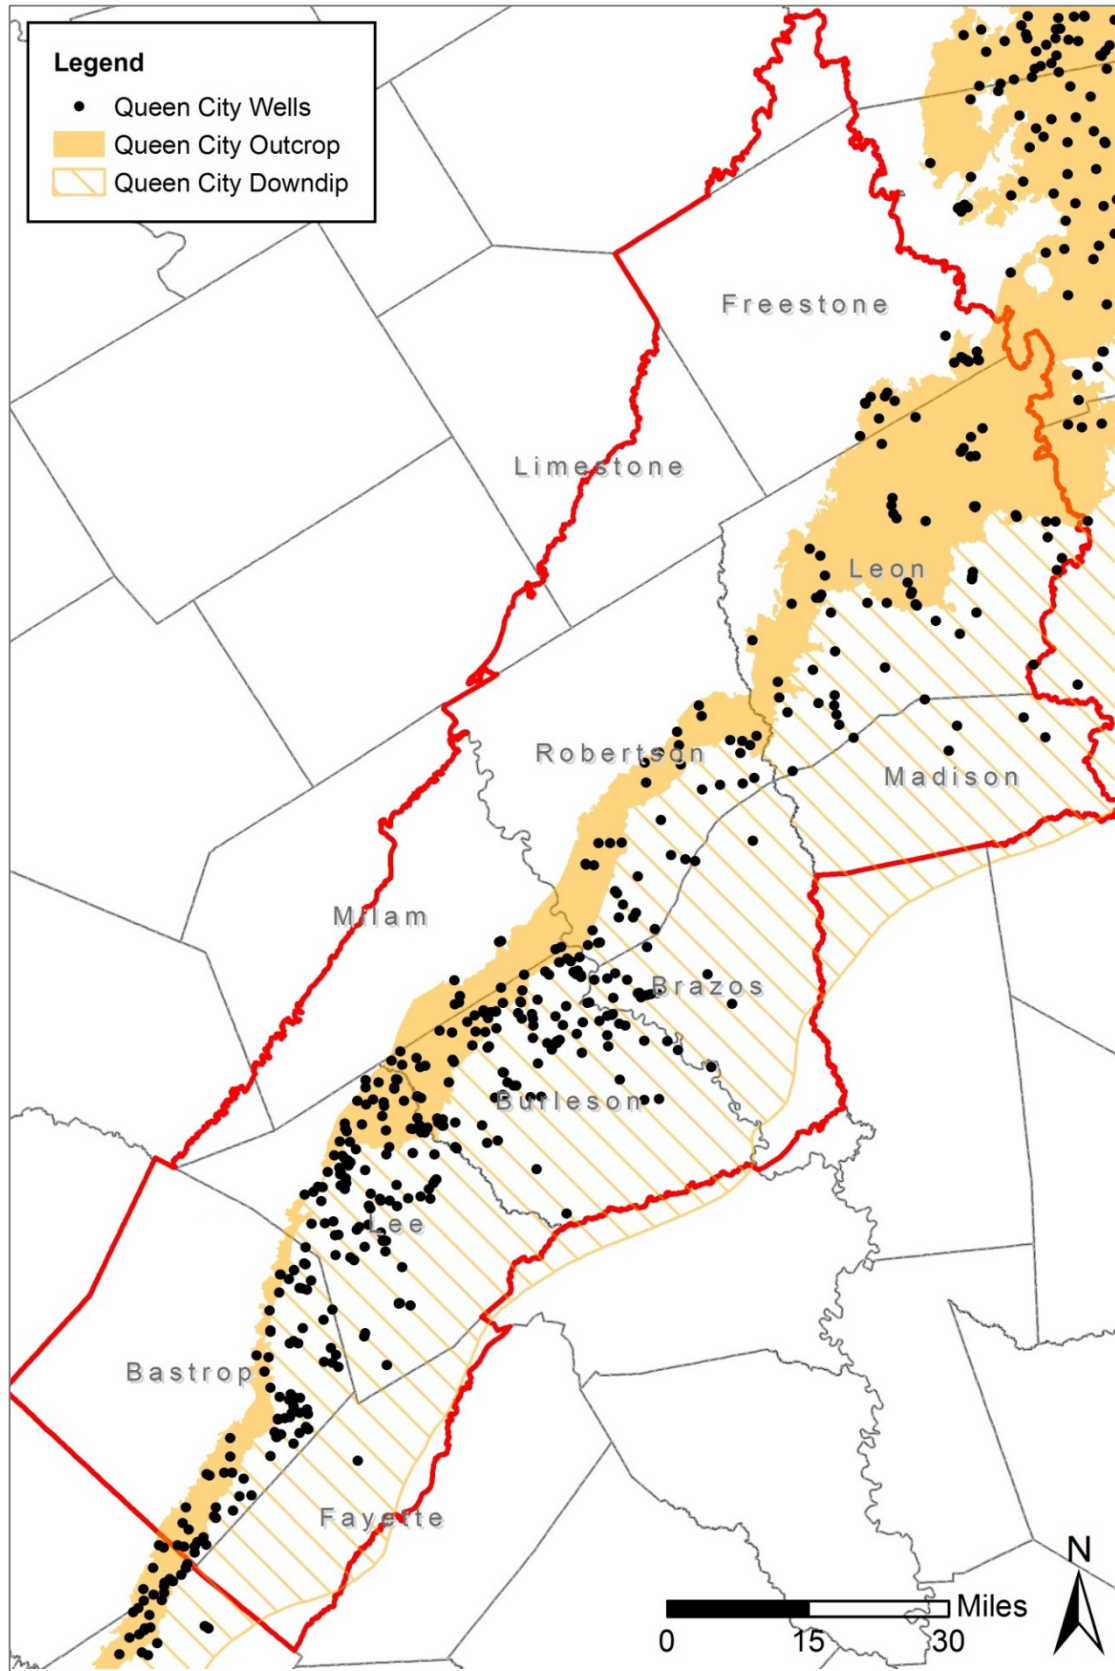 Legend
Queen City Wells
Queen City Outcrop
Queen City Downdip
Freestone
Limestone
Leon
Robertson
Madison
Milam
Brazos
Burleson
Lee
Bastrop
Fayette
N
Miles
0 15 30